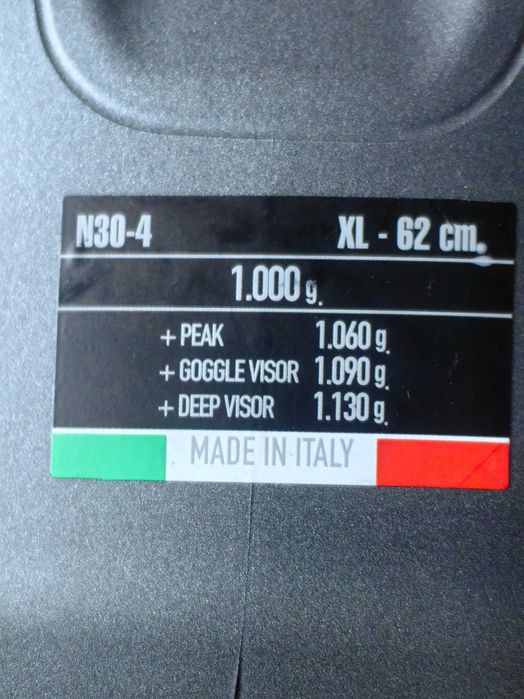 N30-4 XL - 62 cm.
1.000 g.
+ PEAK 1.060 g.
+ GOGGLE VISOR 1.090 g.
+ DEEP VISOR 1.130 g.
MADE IN ITALY